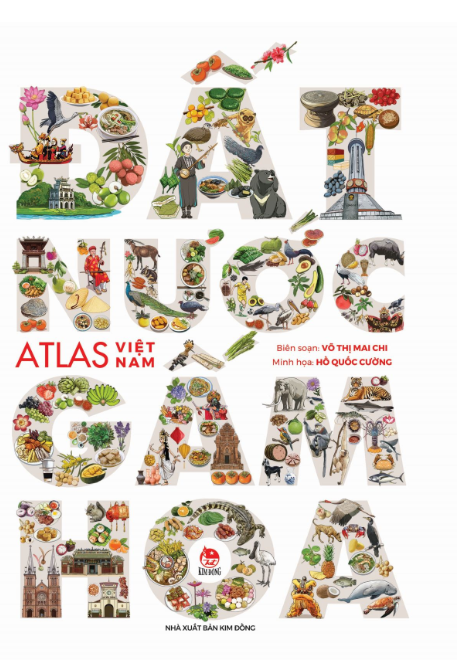 ĐẤT
NƯỚC
ATLAS VIỆT NAM
Biên soạn: VÕ THỊ MAI CHI
Minh họa: HỒ QUỐC CƯỜNG
GẤM
HOA
KIM ĐỒNG
NHÀ XUẤT BẢN KIM ĐỒNG